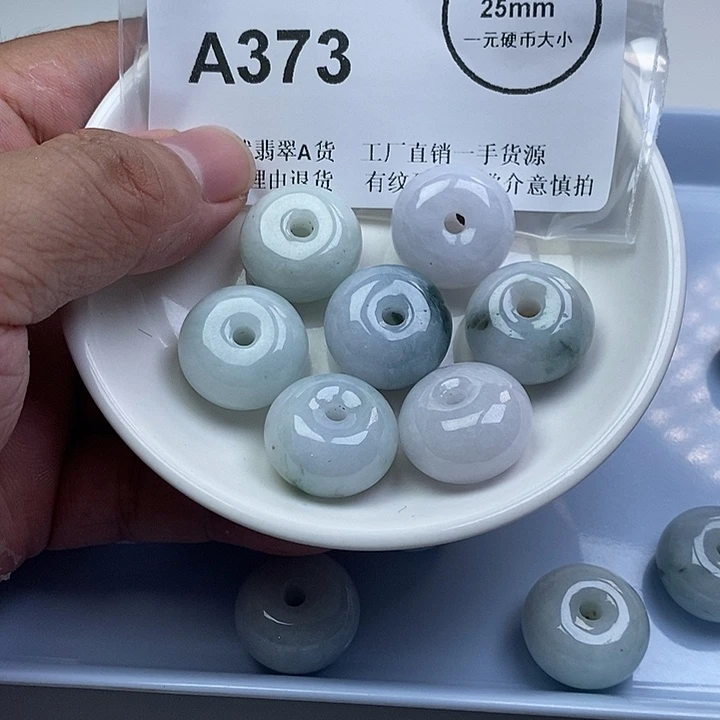 25mm
一元硬币大小
A373
翡翠A货 工厂直销一手货源
理由退货 有纹 介意慎拍